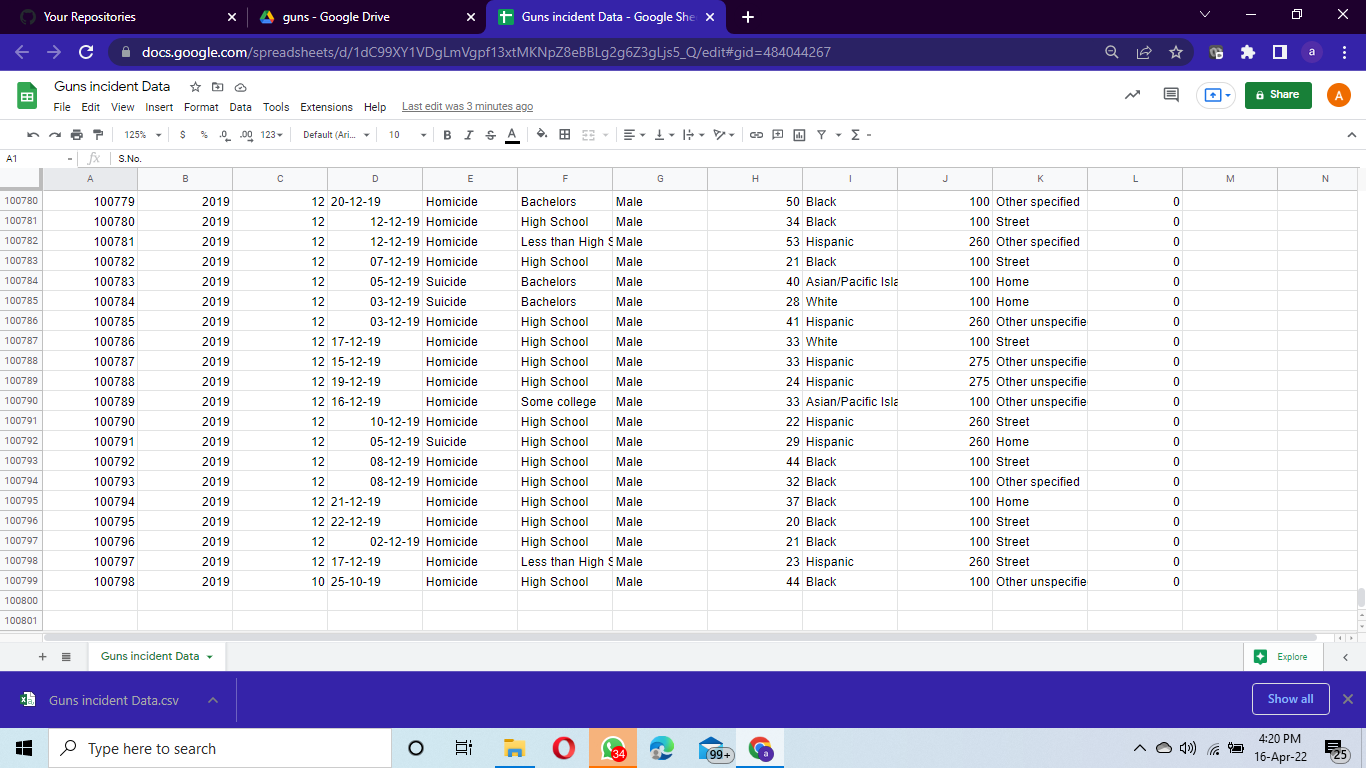 Your Repositories
guns - Google Drive
Guns incident Data - Google She
docs.google.com/spreadsheets/d/1dC99XY1VDgLmVgpf13xtMKNpZ8eBBLg2g6Z3gLjs5_Q/edit#gid=484044267
a
Guns incident Data
File Edit View Insert Format Data Tools Extensions Help Last edit was 3 minutes ago
Share
A
125% $ % .0 .00 123 Default (Ari... 10 B I S A
A1 fx S.No.
A B C D E F G H I J K L M N
100780 100779 2019 12 20-12-19 Homicide Bachelors Male 50 Black 100 Other specified 0
100781 100780 2019 12 12-12-19 Homicide High School Male 34 Black 100 Street 0
100782 100781 2019 12 12-12-19 Homicide Less than High S Male 53 Hispanic 260 Other specified 0
100783 100782 2019 12 07-12-19 Homicide High School Male 21 Black 100 Street 0
100784 100783 2019 12 05-12-19 Suicide Bachelors Male 40 Asian/Pacific Isla 100 Home 0
100785 100784 2019 12 03-12-19 Suicide Bachelors Male 28 White 100 Home 0
100786 100785 2019 12 03-12-19 Homicide High School Male 41 Hispanic 260 Other unspecifie 0
100787 100786 2019 12 17-12-19 Homicide High School Male 33 White 100 Street 0
100788 100787 2019 12 15-12-19 Homicide High School Male 33 Hispanic 275 Other unspecifie 0
100789 100788 2019 12 19-12-19 Homicide High School Male 24 Hispanic 275 Other unspecifie 0
100790 100789 2019 12 16-12-19 Homicide Some college Male 33 Asian/Pacific Isla 100 Other unspecifie 0
100791 100790 2019 12 10-12-19 Homicide High School Male 22 Hispanic 260 Street 0
100792 100791 2019 12 05-12-19 Suicide High School Male 29 Hispanic 260 Home 0
100793 100792 2019 12 08-12-19 Homicide High School Male 44 Black 100 Street 0
100794 100793 2019 12 08-12-19 Homicide High School Male 32 Black 100 Other specified 0
100795 100794 2019 12 21-12-19 Homicide High School Male 37 Black 100 Home 0
100796 100795 2019 12 22-12-19 Homicide High School Male 20 Black 100 Street 0
100797 100796 2019 12 02-12-19 Homicide High School Male 21 Black 100 Street 0
100798 100797 2019 12 17-12-19 Homicide Less than High S Male 23 Hispanic 260 Street 0
100799 100798 2019 10 25-10-19 Homicide High School Male 44 Black 100 Other unspecifie 0
100800
100801
Guns incident Data
Explore
Guns incident Data.csv
Show all
Type here to search
34
99+
a
4:20 PM
16-Apr-22
25